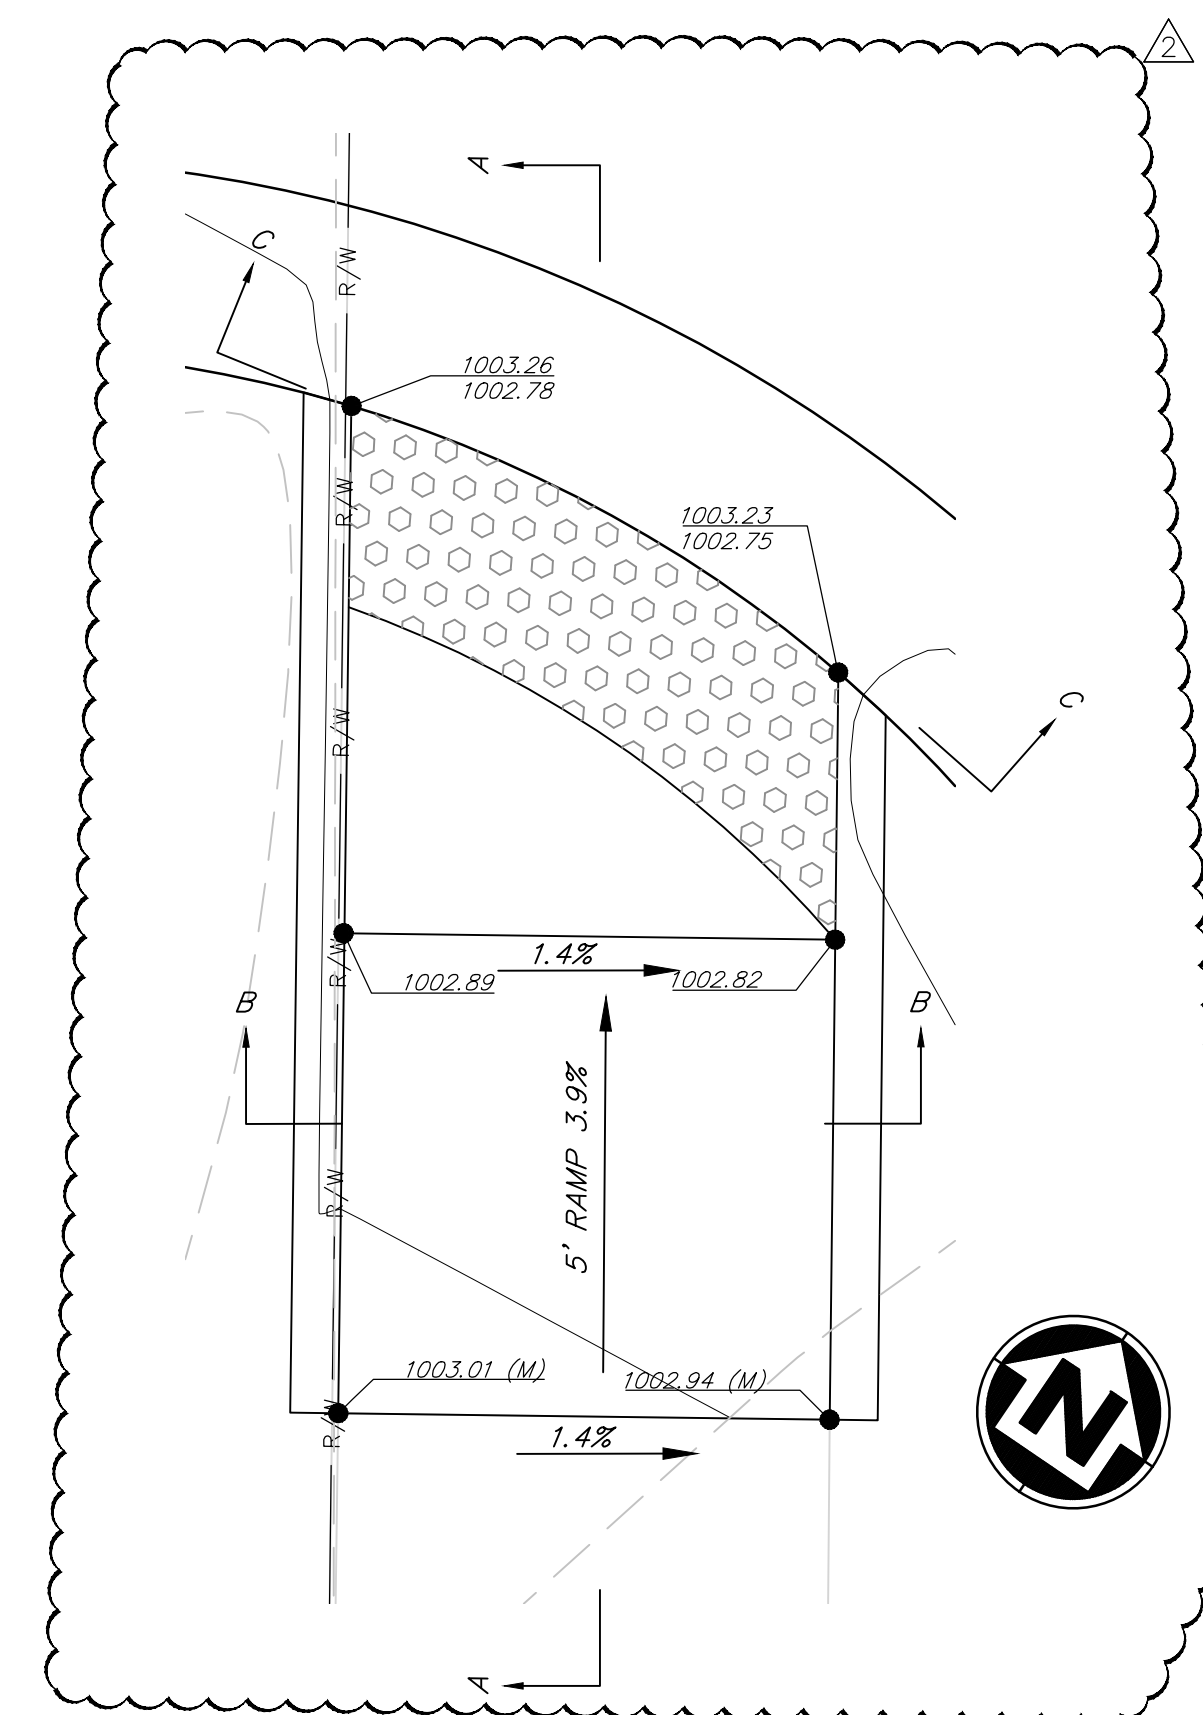 2
A
R/W
C
1003.26
1002.78
R/W
1003.23
1002.75
C
R/W
1.4%
R/W
1002.89
1002.82
B
B
5' RAMP 3.9%
R/W
1003.01 (M)
1002.94 (M)
R/W
1.4%
N
A